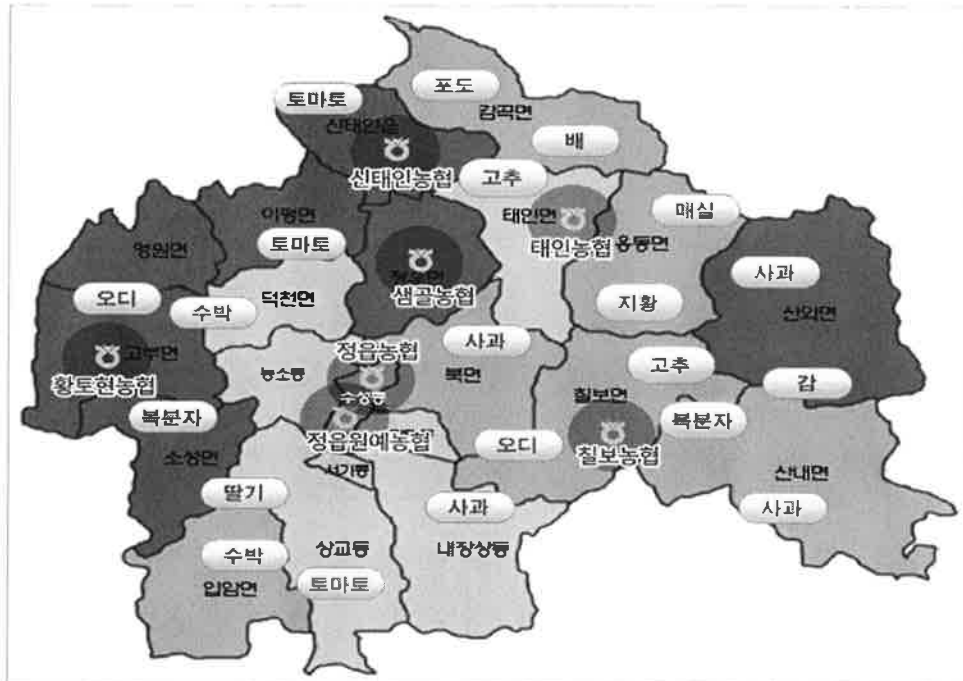 포도
토마토
감곡면
신태인읍
배
신태인농협
고추
매실
이평면
태인면
태인농협
옹동면
영원면
토마토
사과
오디
수박
덕천면
샘골농협
지황
산외면
고부면
정읍농협
사과
황토현농협
농소동
북면
고추
칠보면
감
복분자
복분자
정읍원예농협
오디
칠보농협
소성면
산내면
딸기
사과
사과
수박
상교동
내장상동
입암면
토마토